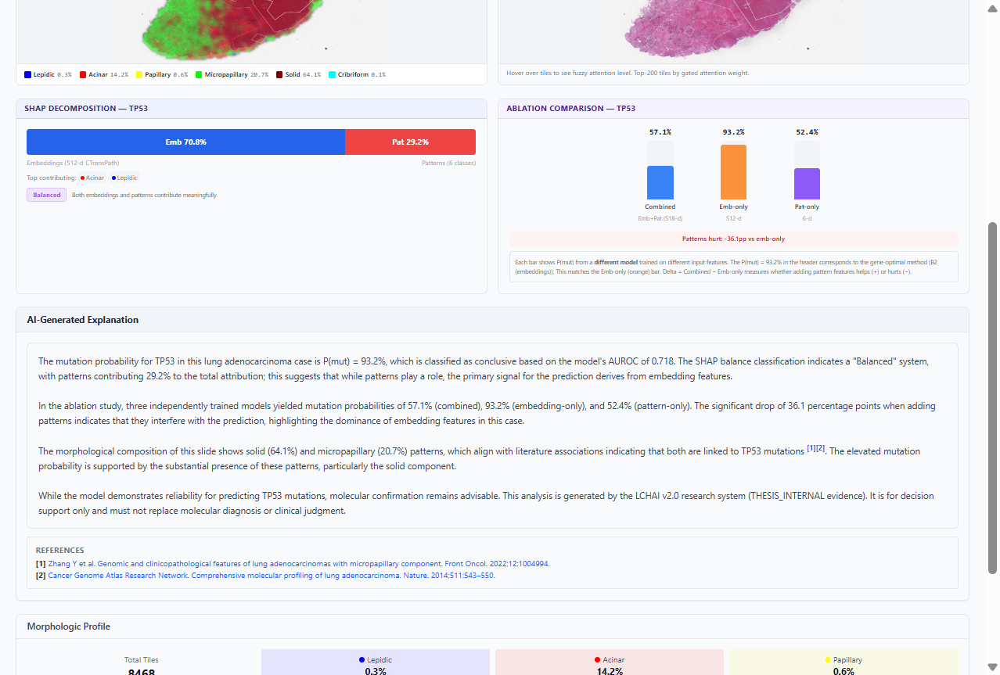 Lepidic 0.3% Acinar 14.2% Papillary 0.6% Micropapillary 20.7% Solid 64.1% Cribriform 0.1%
Hover over tiles to see fuzzy attention level. Top-200 tiles by gated attention weight.
SHAP DECOMPOSITION — TP53
Emb 70.8% Pat 29.2%
Embeddings (512-d CTransPath) Patterns (6 classes)
Top contributing: Acinar Lepidic
Balanced Both embeddings and patterns contribute meaningfully.
ABLATION COMPARISON — TP53
57.1% 93.2% 52.4%
Combined Emb-only Pat-only
Emb+Pat (518-d) 512-d 6-d
Patterns hurt: -36.1pp vs emb-only
Each bar shows P(mut) from a different model trained on different input features. The P(mut) = 93.2% in the header corresponds to the gene-optimal method (B2
(embeddings)). This matches the Emb-only (orange) bar. Delta = Combined − Emb-only measures whether adding pattern features helps (+) or hurts (−).
AI-Generated Explanation
The mutation probability for TP53 in this lung adenocarcinoma case is P(mut) = 93.2%, which is classified as conclusive based on the model's AUROC of 0.718. The SHAP balance classification indicates a "Balanced" system,
with patterns contributing 29.2% to the total attribution; this suggests that while patterns play a role, the primary signal for the prediction derives from embedding features.
In the ablation study, three independently trained models yielded mutation probabilities of 57.1% (combined), 93.2% (embedding-only), and 52.4% (pattern-only). The significant drop of 36.1 percentage points when adding
patterns indicates that they interfere with the prediction, highlighting the dominance of embedding features in this case.
The morphological composition of this slide shows solid (64.1%) and micropapillary (20.7%) patterns, which align with literature associations indicating that both are linked to TP53 mutations [1][2]. The elevated mutation
probability is supported by the substantial presence of these patterns, particularly the solid component.
While the model demonstrates reliability for predicting TP53 mutations, molecular confirmation remains advisable. This analysis is generated by the LCHAI v2.0 research system (THESIS_INTERNAL evidence). It is for decision
support only and must not replace molecular diagnosis or clinical judgment.
REFERENCES
[1] Zhang Y et al. Genomic and clinicopathological features of lung adenocarcinomas with micropapillary component. Front Oncol. 2022;12:1004994.
[2] Cancer Genome Atlas Research Network. Comprehensive molecular profiling of lung adenocarcinoma. Nature. 2014;511:543–550.
Morphologic Profile
Total Tiles Lepidic Acinar Papillary
8468 0.3% 14.2% 0.6%